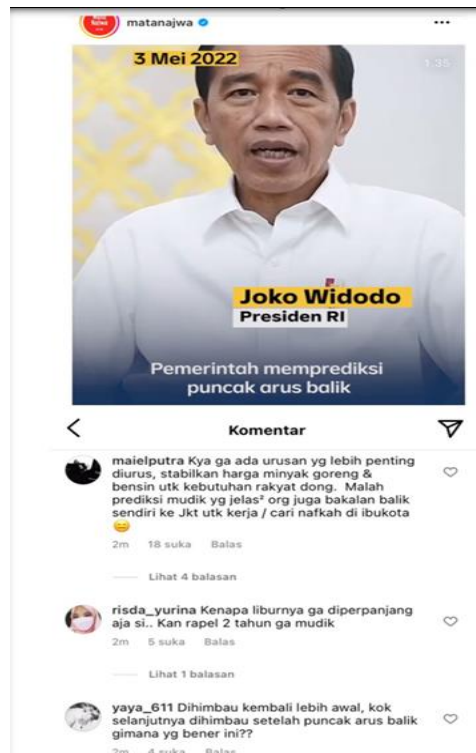 matanajwa
3 Mei 2022
1.35
Joko Widodo
Presiden RI
Pemerintah memprediksi
puncak arus balik
Komentar
maielputra Kya ga ada urusan yg lebih penting
diurus, stabilkan harga minyak goreng &
bensin utk kebutuhan rakyat dong. Malah
prediksi mudik yg jelas² org juga bakalan balik
sendiri ke Jkt utk kerja / cari nafkah di ibukota
😑
2m 18 suka Balas
Lihat 4 balasan
risda_yurina Kenapa liburnya ga diperpanjang
aja si.. Kan rapel 2 tahun ga mudik
2m 5 suka Balas
Lihat 1 balasan
yaya_611 Dihimbau kembali lebih awal, kok
selanjutnya dihimbau setelah puncak arus balik
gimana yg bener ini??
2m 4 suka Balas